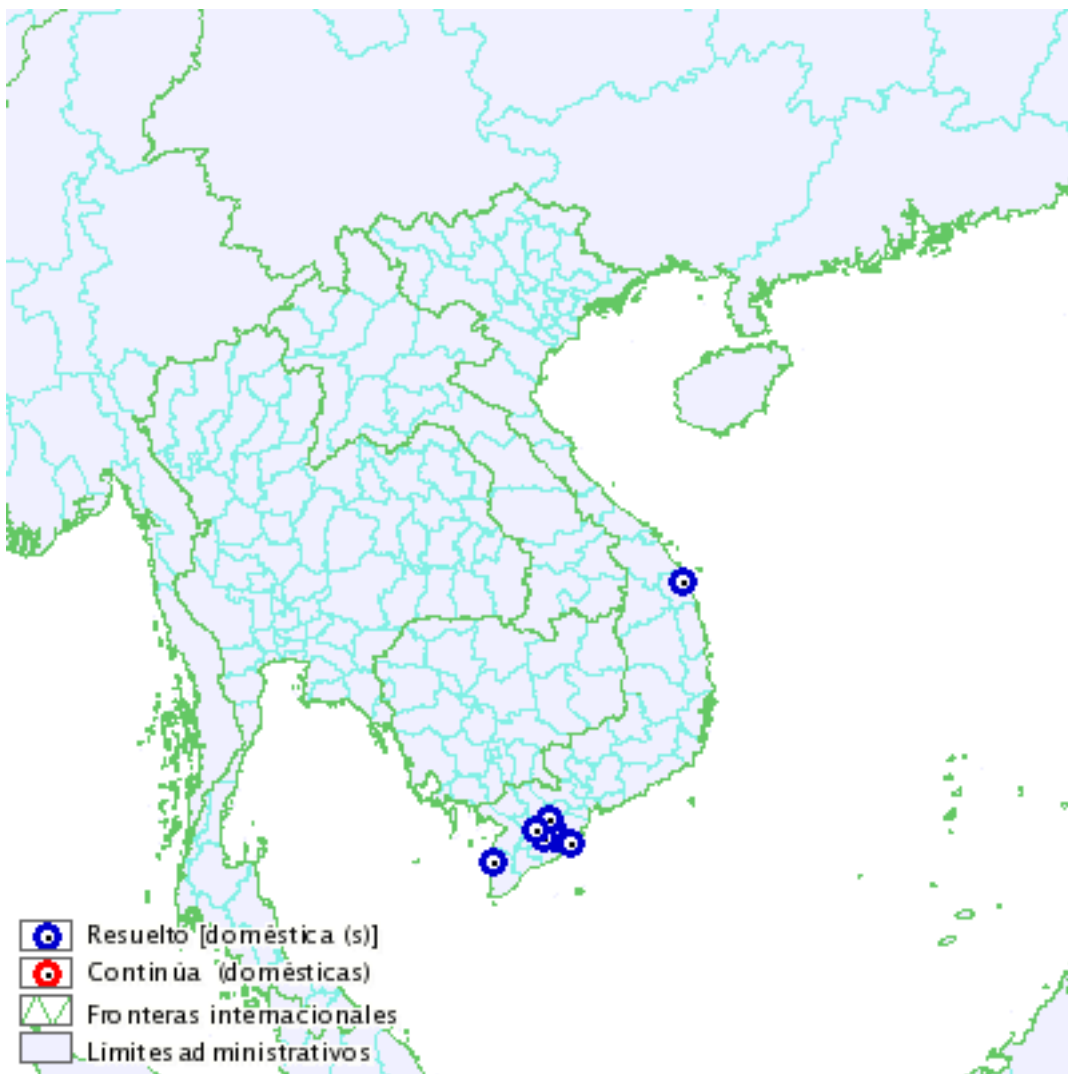 Resuelto [doméstica (s)]
Continúa (domésticas)
Fronteras internacionales
Límites administrativos